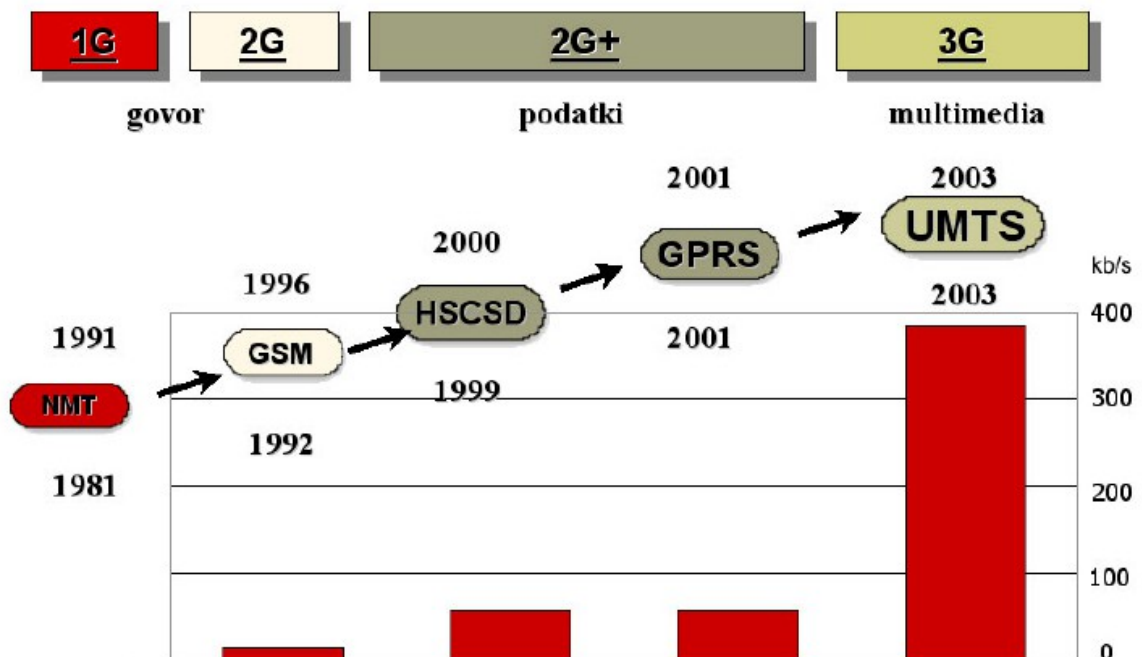 1G 2G 2G+ 3G
govor podatki multimedia
2001 2003
UMTS
2000 GPRS
kb/s
1996 2003
HSCSD 400
1991 2001
GSM
1999 300
NMT
1992
1981 200
100
0